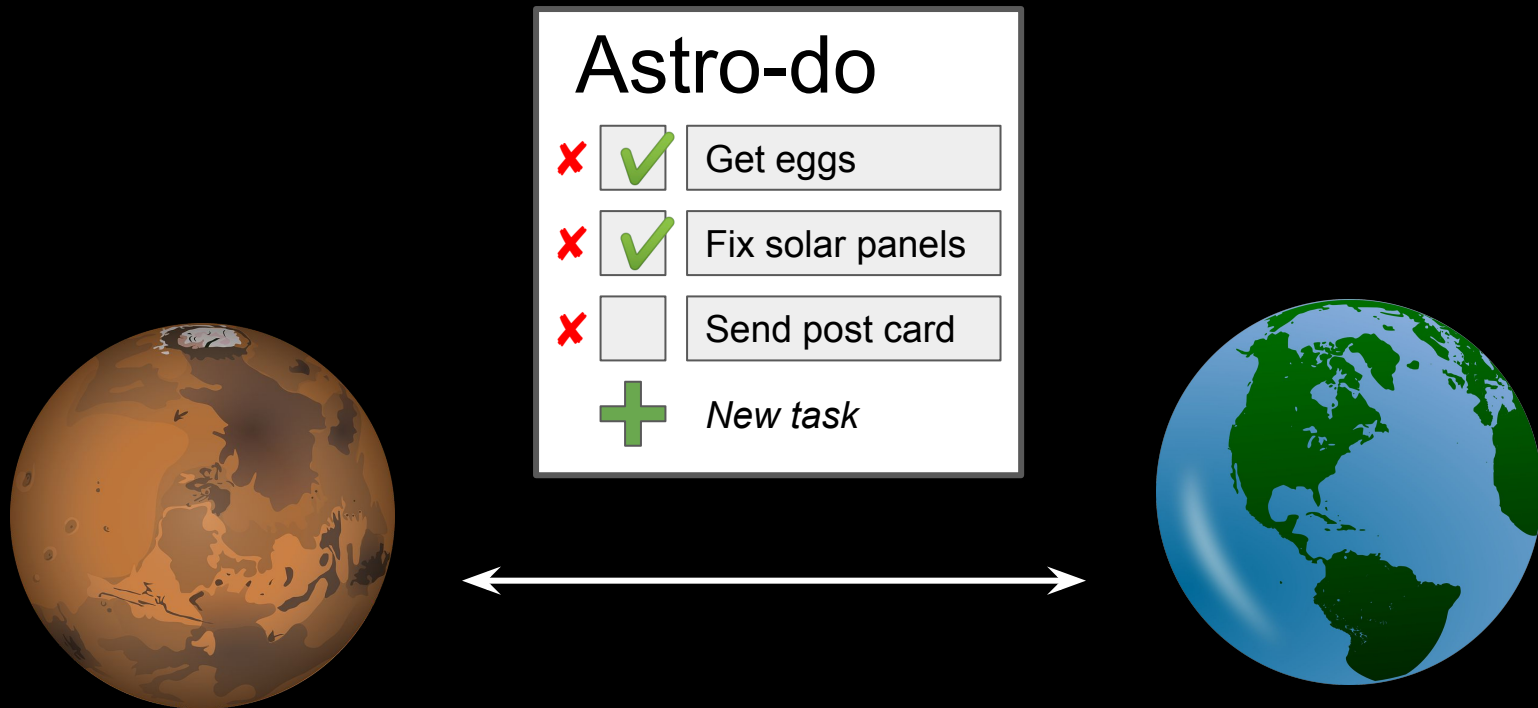 Astro-do
Get eggs
Fix solar panels
Send post card
New task